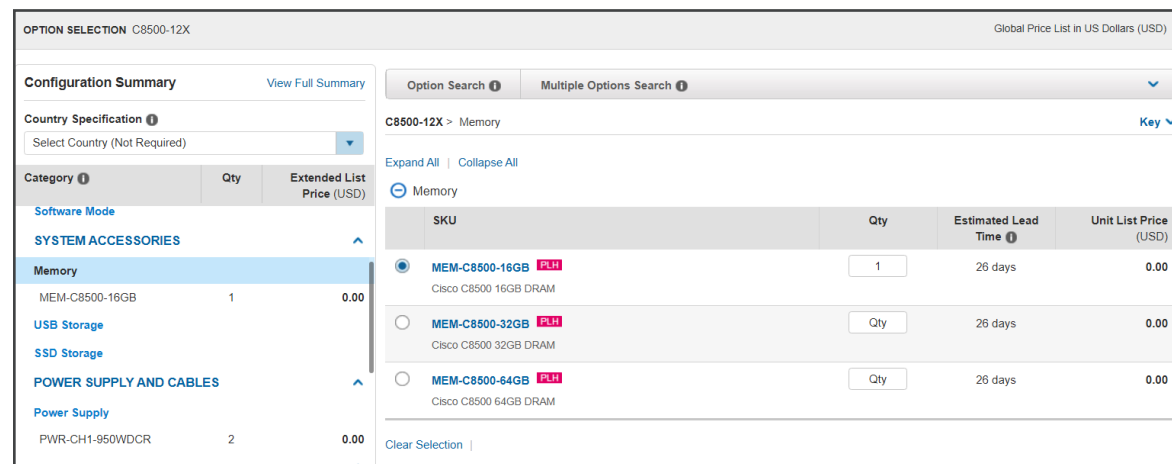 OPTION SELECTION C8500-12X
Global Price List in US Dollars (USD)
Configuration Summary
View Full Summary
Country Specification
Select Country (Not Required)
Category
Qty
Extended List
Price (USD)
Software Mode
SYSTEM ACCESSORIES
Memory
MEM-C8500-16GB 1 0.00
USB Storage
SSD Storage
POWER SUPPLY AND CABLES
Power Supply
PWR-CH1-950WDCR 2 0.00
Option Search
Multiple Options Search
C8500-12X > Memory
Key
Expand All | Collapse All
Memory
SKU
Qty
Estimated Lead
Time
Unit List Price
(USD)
MEM-C8500-16GB PLH 1 26 days 0.00
Cisco C8500 16GB DRAM
MEM-C8500-32GB PLH Qty 26 days 0.00
Cisco C8500 32GB DRAM
MEM-C8500-64GB PLH Qty 26 days 0.00
Cisco C8500 64GB DRAM
Clear Selection |